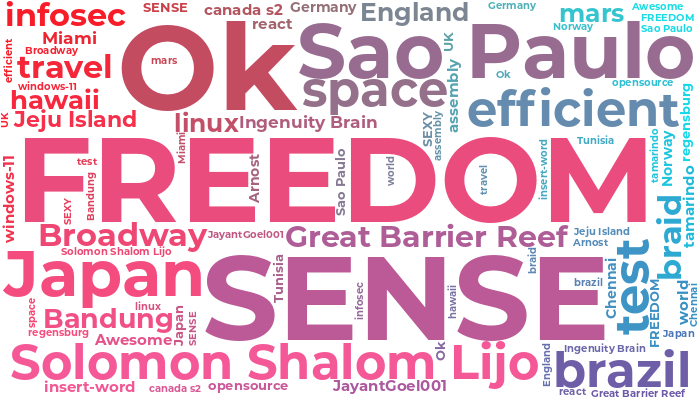 infosec
SENSE
canada s2
Germany
England
Germany
mars
Awesome
FREEDOM
Sao Paulo
Miami
react
Norway
Broadway
efficient
travel
mars
Ok
Sao Paulo
UK
Ok
opensource
windows-11
space
assembly
efficient
hawaii
UK
Jeju Island
linux
Ingenuity Brain
SEXY
assembly
regensburg
FREEDOM
Miami
Tunisia
tamarindo
Norway
windows-11
test
Bandung
SEXY
Arnost
Sao Paulo
world
travel
insert-word
tamarindo
braid
Broadway
JayantGoel001
Great Barrier Reef
Jeju Island
Arnost
Solomon Shalom Lijo
Japan
SENSE
Tunisia
infosec
hawaii
braid
brazil
Chennai
test
FREEDOM
world
Chennai
space
linux
Bandung
Japan
SENSE
regensburg
Awesome
Japan
Ok
Solomon Shalom Lijo
England
Ingenuity Brain
brazil
insert-word
canada s2
opensource
JayantGoel001
react
Great Barrier Reef